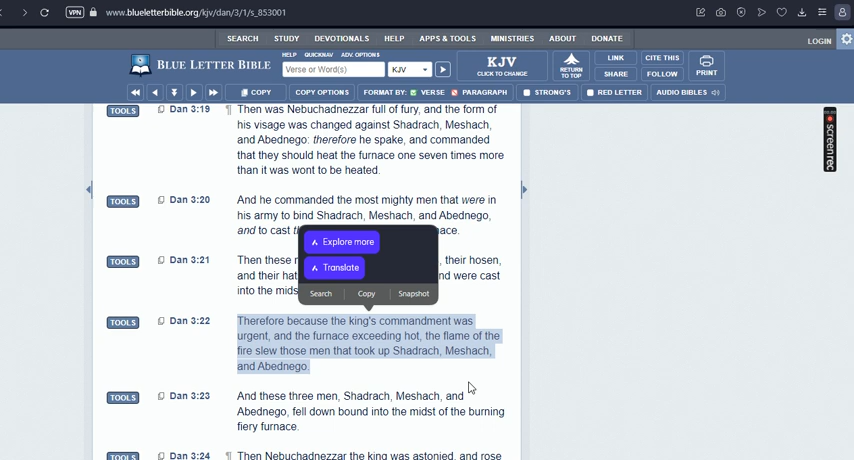 VPN www.blueletterbible.org/kjv/dan/3/1/s_853001
SEARCH STUDY DEVOTIONALS HELP APPS & TOOLS MINISTRIES ABOUT DONATE
LOGIN
BLUE LETTER BIBLE
HELP QUICKNAV ADV. OPTIONS
Verse or Word(s) KJV
KJV
CLICK TO CHANGE
RETURN
TO TOP
LINK CITE THIS
SHARE FOLLOW
PRINT
COPY COPY OPTIONS FORMAT BY: VERSE PARAGRAPH STRONG'S RED LETTER AUDIO BIBLES
TOOLS Dan 3:19 ¶ Then was Nebuchadnezzar full of fury, and the form of
his visage was changed against Shadrach, Meshach,
and Abednego: therefore he spake, and commanded
that they should heat the furnace one seven times more
than it was wont to be heated.
TOOLS Dan 3:20 And he commanded the most mighty men that were in
his army to bind Shadrach, Meshach, and Abednego,
and to cast
TOOLS Dan 3:21 Then these , their hosen,
and their were cast
into the
Explore more
Translate
Search Copy Snapshot
TOOLS Dan 3:22 Therefore because the king's commandment was
urgent, and the furnace exceeding hot, the flame of the
fire slew those men that took up Shadrach, Meshach,
and Abednego.
TOOLS Dan 3:23 And these three men, Shadrach, Meshach, and
Abednego, fell down bound into the midst of the burning
fiery furnace.
TOOLS Dan 3:24 ¶ Then Nebuchadnezzar the king was astonied, and rose
screenrec